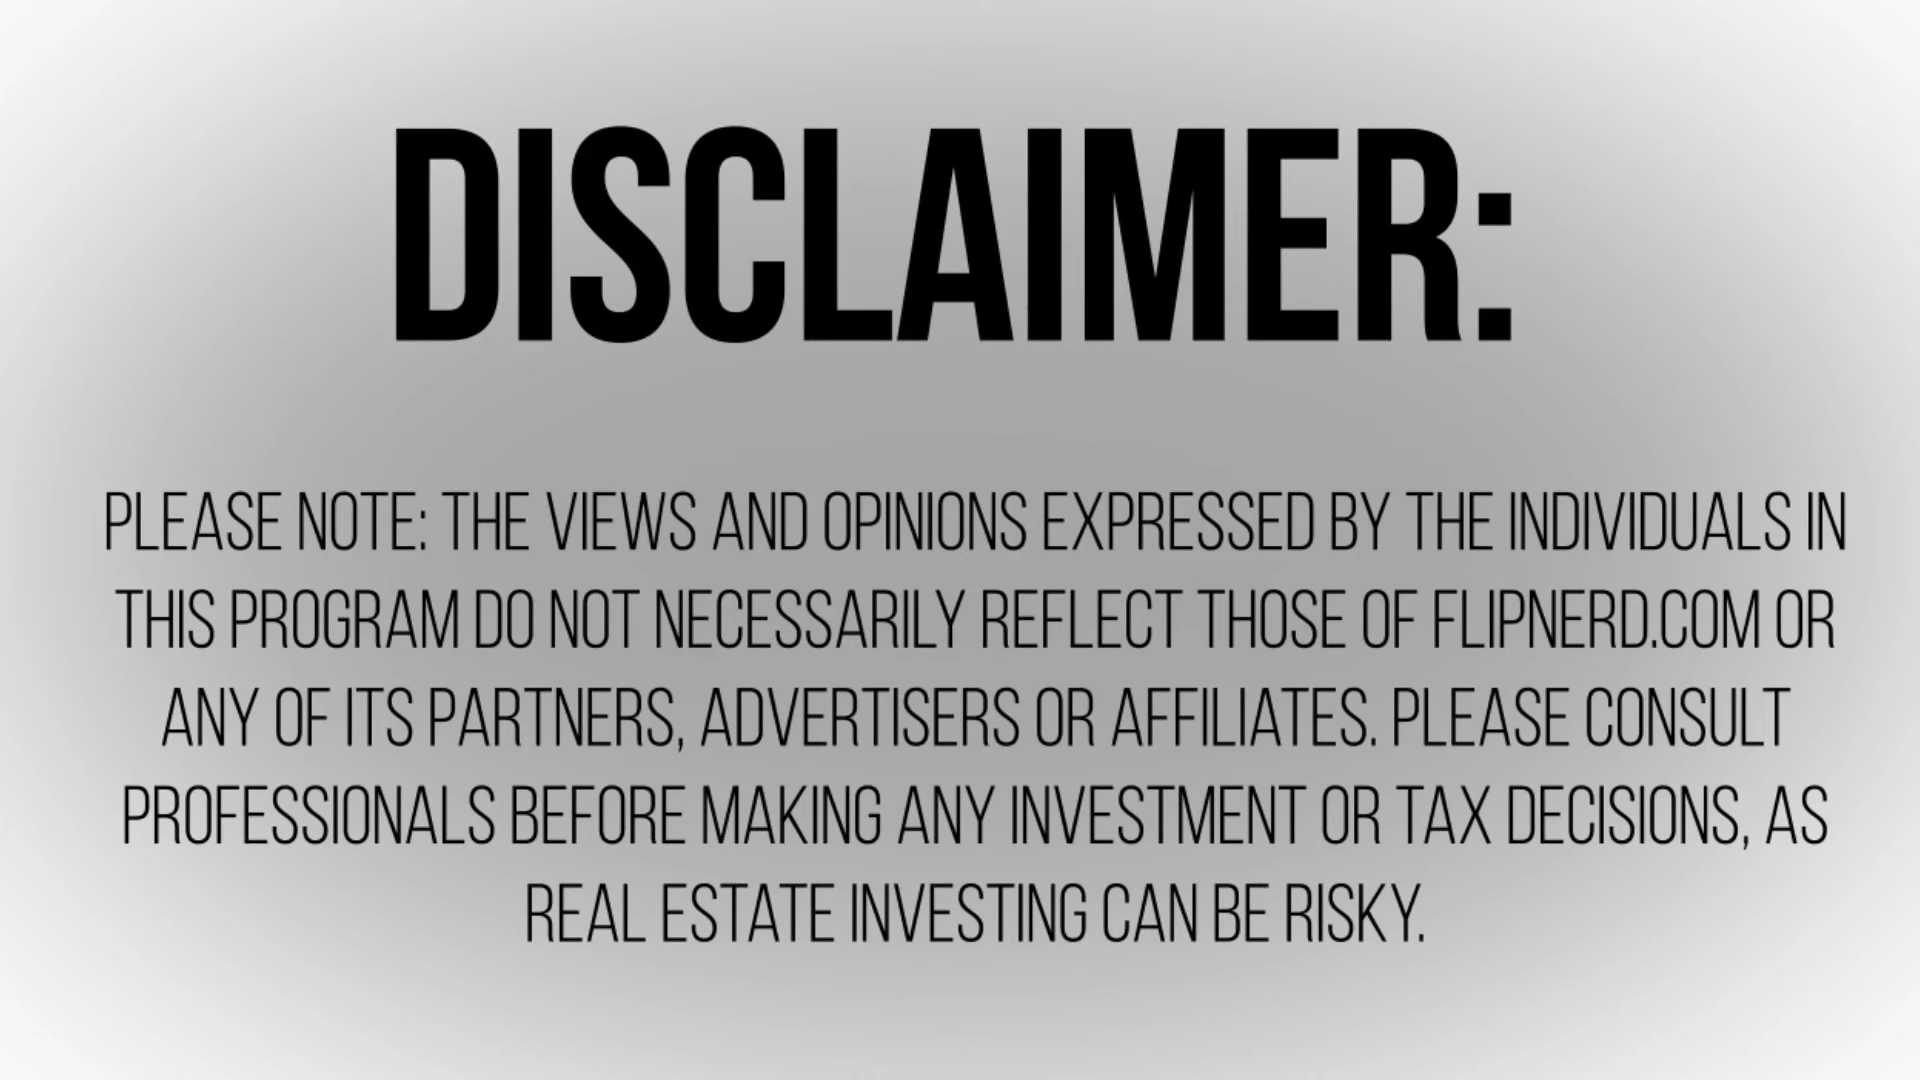 DISCLAIMER:
PLEASE NOTE: THE VIEWS AND OPINIONS EXPRESSED BY THE INDIVIDUALS IN
THIS PROGRAM DO NOT NECESSARILY REFLECT THOSE OF FLIPNERD.COM OR
ANY OF ITS PARTNERS, ADVERTISERS OR AFFILIATES. PLEASE CONSULT
PROFESSIONALS BEFORE MAKING ANY INVESTMENT OR TAX DECISIONS, AS
REAL ESTATE INVESTING CAN BE RISKY.